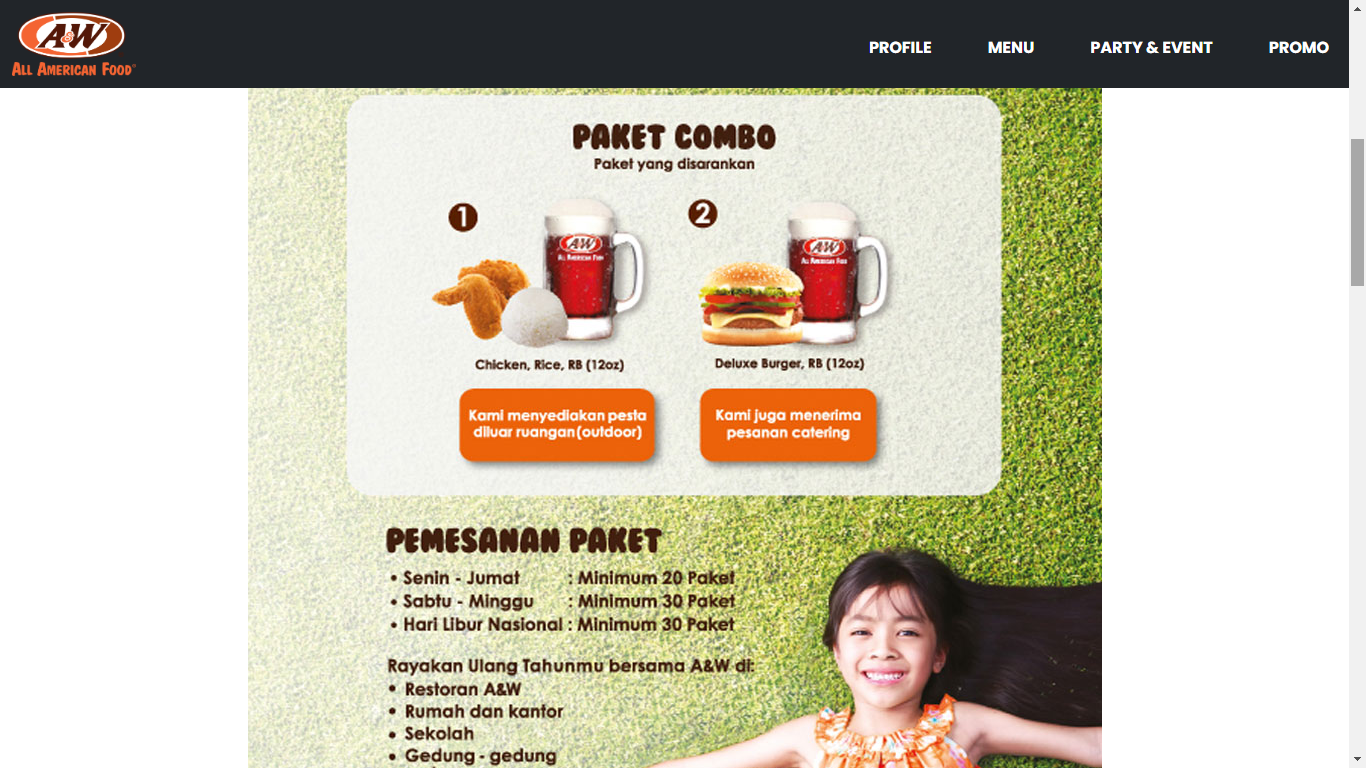 A&W
ALL AMERICAN FOOD
PROFILE
MENU
PARTY & EVENT
PROMO
PAKET COMBO
Paket yang disarankan
1
2
A&W
ALL AMERICAN FOOD
A&W
ALL AMERICAN FOOD
Chicken, Rice, RB (12oz)
Deluxe Burger, RB (12oz)
Kami menyediakan pesta
diluar ruangan(outdoor)
Kami juga menerima
pesanan catering
PEMESANAN PAKET
• Senin - Jumat : Minimum 20 Paket
• Sabtu - Minggu : Minimum 30 Paket
• Hari Libur Nasional : Minimum 30 Paket
Rayakan Ulang Tahunmu bersama A&W di:
• Restoran A&W
• Rumah dan kantor
• Sekolah
• Gedung - gedung